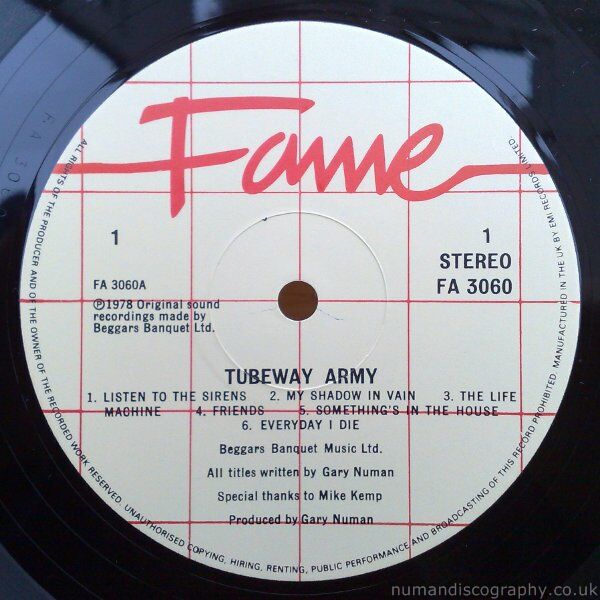 Fame
1
1
STEREO
FA 3060A
FA 3060
℗1978 Original sound
recordings made by
Beggars Banquet Ltd.
TUBEWAY ARMY
1. LISTEN TO THE SIRENS 2. MY SHADOW IN VAIN 3. THE LIFE
MACHINE 4. FRIENDS 5. SOMETHING'S IN THE HOUSE
6. EVERYDAY I DIE
Beggars Banquet Music Ltd.
All titles written by Gary Numan
Special thanks to Mike Kemp
Produced by Gary Numan
ALL RIGHTS OF THE PRODUCER AND OF THE OWNER OF THE RECORDED WORK RESERVED. UNAUTHORISED COPYING, HIRING, RENTING, PUBLIC PERFORMANCE AND BROADCASTING OF THIS RECORD PROHIBITED. MANUFACTURED IN THE UK BY EMI RECORDS LIMITED.
numandiscography.co.uk